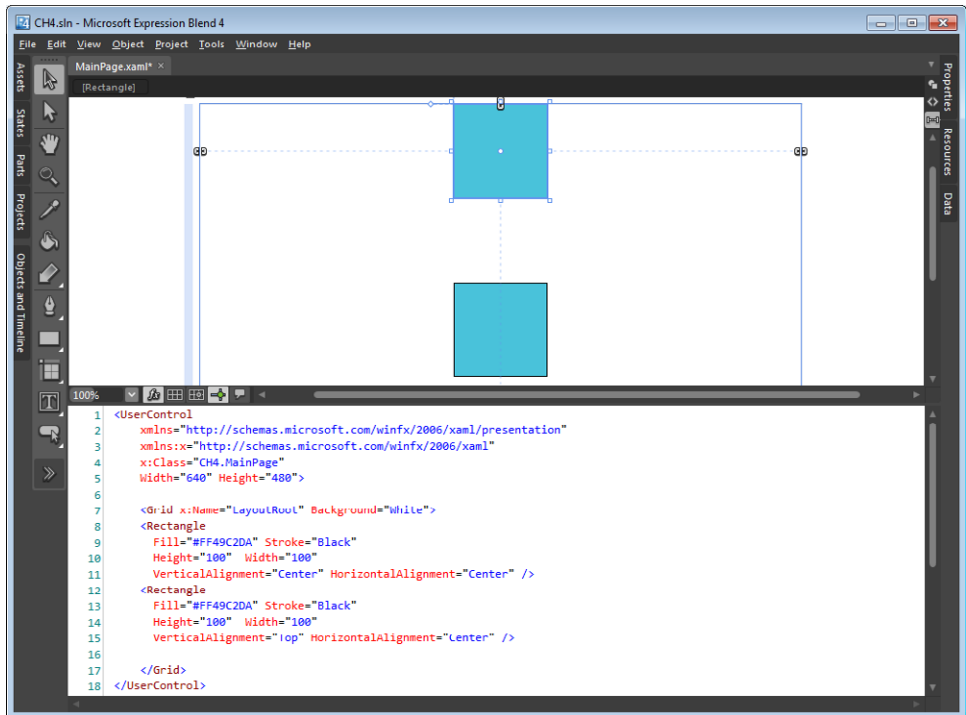 CH4.sln - Microsoft Expression Blend 4
File Edit View Object Project Tools Window Help
MainPage.xaml* ×
[Rectangle]
Assets
States
Parts
Projects
Objects and Timeline
Properties
Resources
Data
100%
1 <UserControl
2 xmlns="http://schemas.microsoft.com/winfx/2006/xaml/presentation"
3 xmlns:x="http://schemas.microsoft.com/winfx/2006/xaml"
4 x:Class="CH4.MainPage"
5 Width="640" Height="480">
6
7 <Grid x:Name="LayoutRoot" Background="White">
8 <Rectangle
9 Fill="#FF49C2DA" Stroke="Black"
10 Height="100" Width="100"
11 VerticalAlignment="Center" HorizontalAlignment="Center" />
12 <Rectangle
13 Fill="#FF49C2DA" Stroke="Black"
14 Height="100" Width="100"
15 VerticalAlignment="Top" HorizontalAlignment="Center" />
16
17 </Grid>
18 </UserControl>